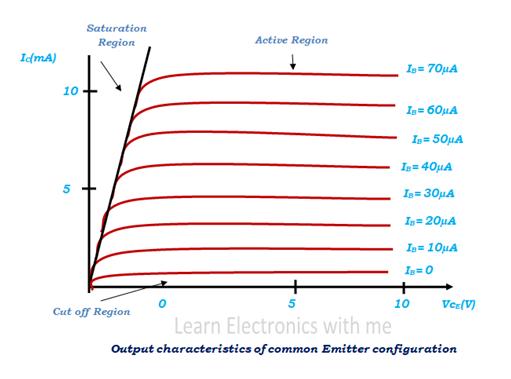 Saturation
Region
Active Region
Ic(mA)
IB = 70μA
10
IB = 60μA
IB = 50μA
IB = 40μA
5
IB = 30μA
IB = 20μA
IB = 10μA
IB = 0
Cut off Region
0
5
10
VcE(V)
Learn Electronics with me
Output characteristics of common Emitter configuration